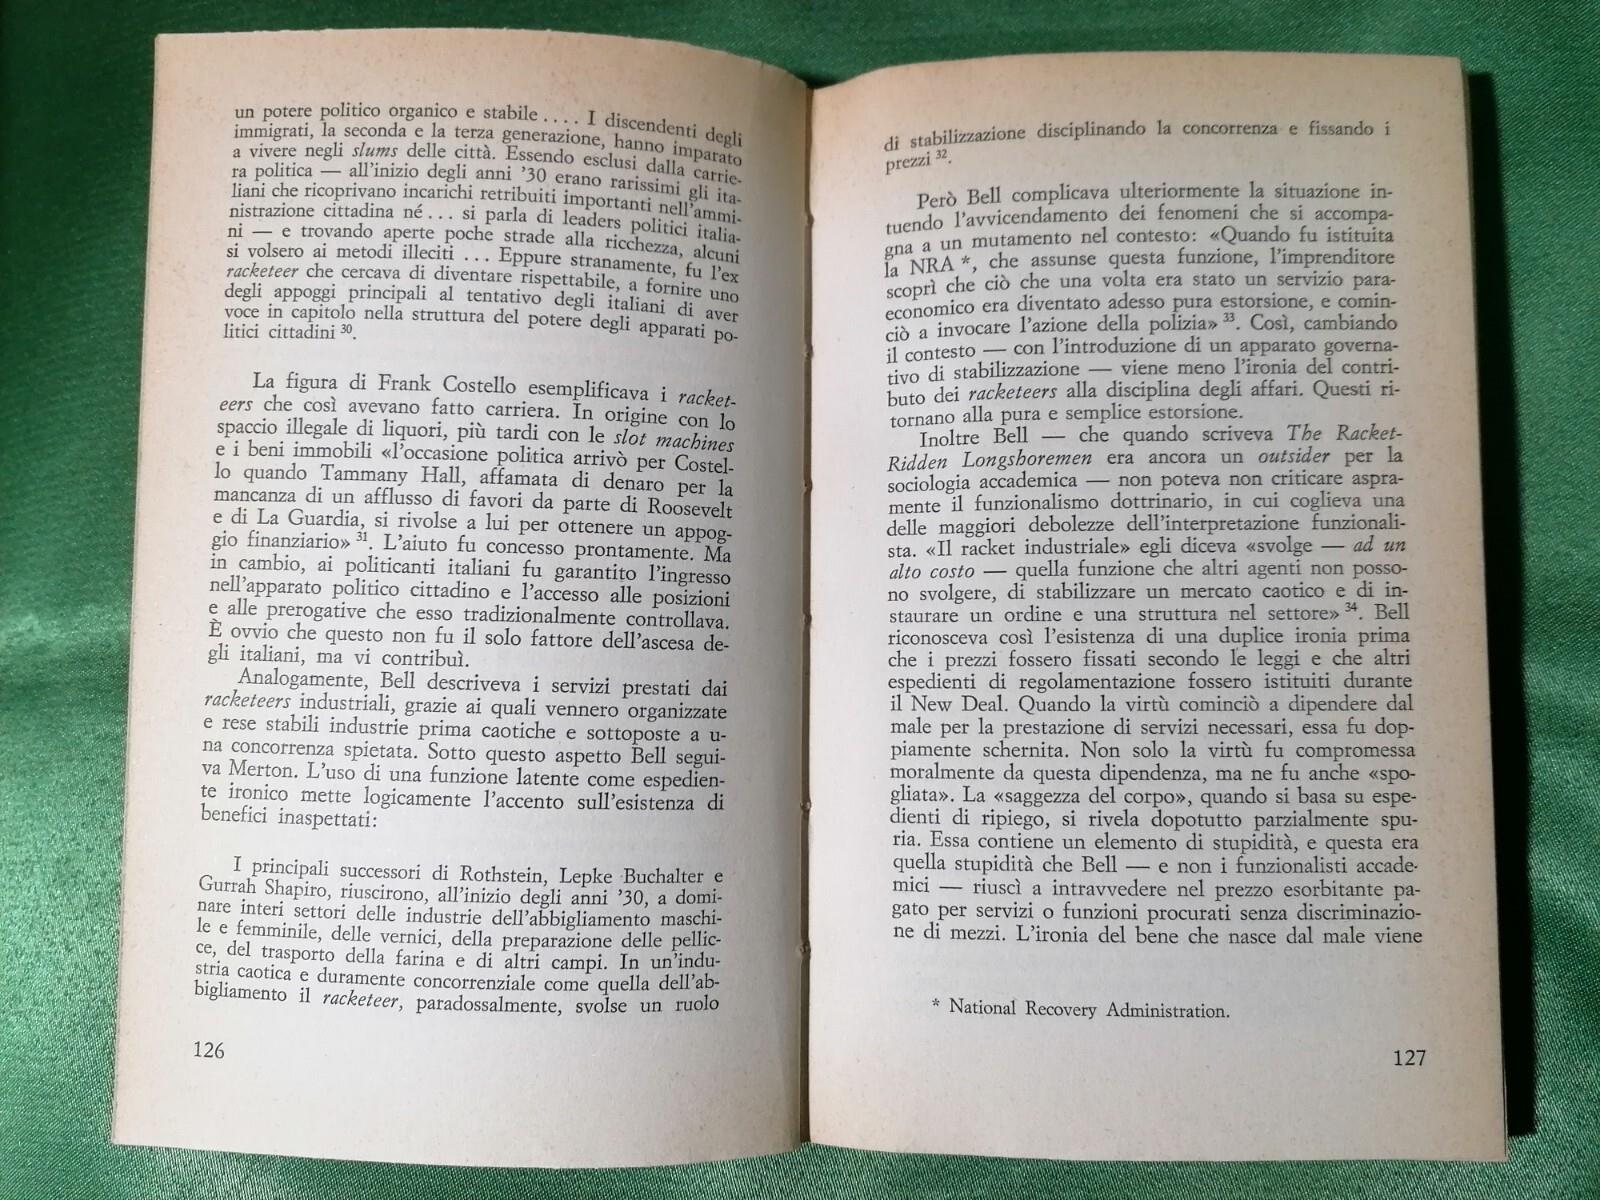 un potere politico organico e stabile .... I discendenti degli
immigrati, la seconda e la terza generazione, hanno imparato
a vivere negli slums delle città. Essendo esclusi dalla carrie-
ra politica — all'inizio degli anni '30 erano rarissimi gli ita-
liani che ricoprivano incarichi retribuiti importanti nell'ammi-
nistrazione cittadina né ... si parla di leaders politici italia-
ni — e trovando aperte poche strade alla ricchezza, alcuni
si volsero ai metodi illeciti ... Eppure stranamente, fu l'ex
racketeer che cercava di diventare rispettabile, a fornire uno
degli appoggi principali al tentativo degli italiani di aver
voce in capitolo nella struttura del potere degli apparati po-
litici cittadini 30.
La figura di Frank Costello esemplificava i racket-
eers che così avevano fatto carriera. In origine con lo
spaccio illegale di liquori, più tardi con le slot machines
e i beni immobili «l'occasione politica arrivò per Costel-
lo quando Tammany Hall, affamata di denaro per la
mancanza di un afflusso di favori da parte di Roosevelt
e di La Guardia, si rivolse a lui per ottenere un appog-
gio finanziario» 31. L'aiuto fu concesso prontamente. Ma
in cambio, ai politicanti italiani fu garantito l'ingresso
nell'apparato politico cittadino e l'accesso alle posizioni
e alle prerogative che esso tradizionalmente controllava.
È ovvio che questo non fu il solo fattore dell'ascesa de-
gli italiani, ma vi contribuì.
Analogamente, Bell descriveva i servizi prestati dai
racketeers industriali, grazie ai quali vennero organizzate
e rese stabili industrie prima caotiche e sottoposte a u-
na concorrenza spietata. Sotto questo aspetto Bell segui-
va Merton. L'uso di una funzione latente come espedien-
te ironico mette logicamente l'accento sull'esistenza di
benefici inaspettati:
I principali successori di Rothstein, Lepke Buchalter e
Gurrah Shapiro, riuscirono, all'inizio degli anni '30, a domi-
nare interi settori delle industrie dell'abbigliamento maschi-
le e femminile, delle vernici, della preparazione delle pellic-
ce, del trasporto della farina e di altri campi. In un'indu-
stria caotica e duramente concorrenziale come quella dell'ab-
bigliamento il racketeer, paradossalmente, svolse un ruolo
126
di stabilizzazione disciplinando la concorrenza e fissando i
prezzi 32.
Però Bell complicava ulteriormente la situazione in-
tuendo l'avvicendamento dei fenomeni che si accompa-
gna a un mutamento nel contesto: «Quando fu istituita
la NRA *, che assunse questa funzione, l'imprenditore
scoprì che ciò che una volta era stato un servizio para-
economico era diventato adesso pura estorsione, e comin-
ciò a invocare l'azione della polizia» 33. Così, cambiando
il contesto — con l'introduzione di un apparato governa-
tivo di stabilizzazione — viene meno l'ironia del contri-
buto dei racketeers alla disciplina degli affari. Questi ri-
tornano alla pura e semplice estorsione.
Inoltre Bell — che quando scriveva The Racket-
Ridden Longshoremen era ancora un outsider per la
sociologia accademica — non poteva non criticare aspra-
mente il funzionalismo dottrinario, in cui coglieva una
delle maggiori debolezze dell'interpretazione funzionali-
sta. «Il racket industriale» egli diceva «svolge — ad un
alto costo — quella funzione che altri agenti non posso-
no svolgere, di stabilizzare un mercato caotico e di in-
staurare un ordine e una struttura nel settore» 34. Bell
riconosceva così l'esistenza di una duplice ironia prima
che i prezzi fossero fissati secondo le leggi e che altri
espedienti di regolamentazione fossero istituiti durante
il New Deal. Quando la virtù cominciò a dipendere dal
male per la prestazione di servizi necessari, essa fu dop-
piamente schernita. Non solo la virtù fu compromessa
moralmente da questa dipendenza, ma ne fu anche «spo-
gliata». La «saggezza del corpo», quando si basa su espe-
dienti di ripiego, si rivela dopotutto parzialmente spu-
ria. Essa contiene un elemento di stupidità, e questa era
quella stupidità che Bell — e non i funzionalisti accade-
mici — riuscì a intravvedere nel prezzo esorbitante pa-
gato per servizi o funzioni procurati senza discriminazio-
ne di mezzi. L'ironia del bene che nasce dal male viene
* National Recovery Administration.
127